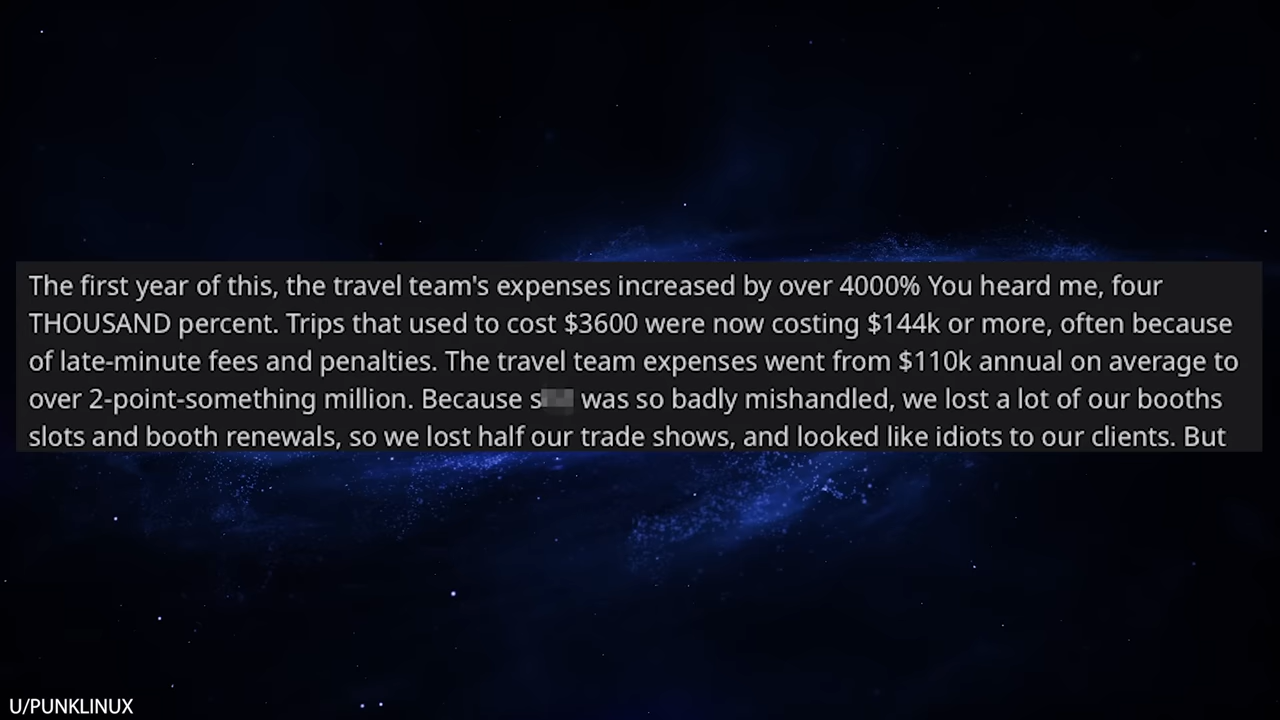 The first year of this, the travel team's expenses increased by over 4000% You heard me, four
THOUSAND percent. Trips that used to cost $3600 were now costing $144k or more, often because
of late-minute fees and penalties. The travel team expenses went from $110k annual on average to
over 2-point-something million. Because s was so badly mishandled, we lost a lot of our booths
slots and booth renewals, so we lost half our trade shows, and looked like idiots to our clients. But
U/PUNKLINUX